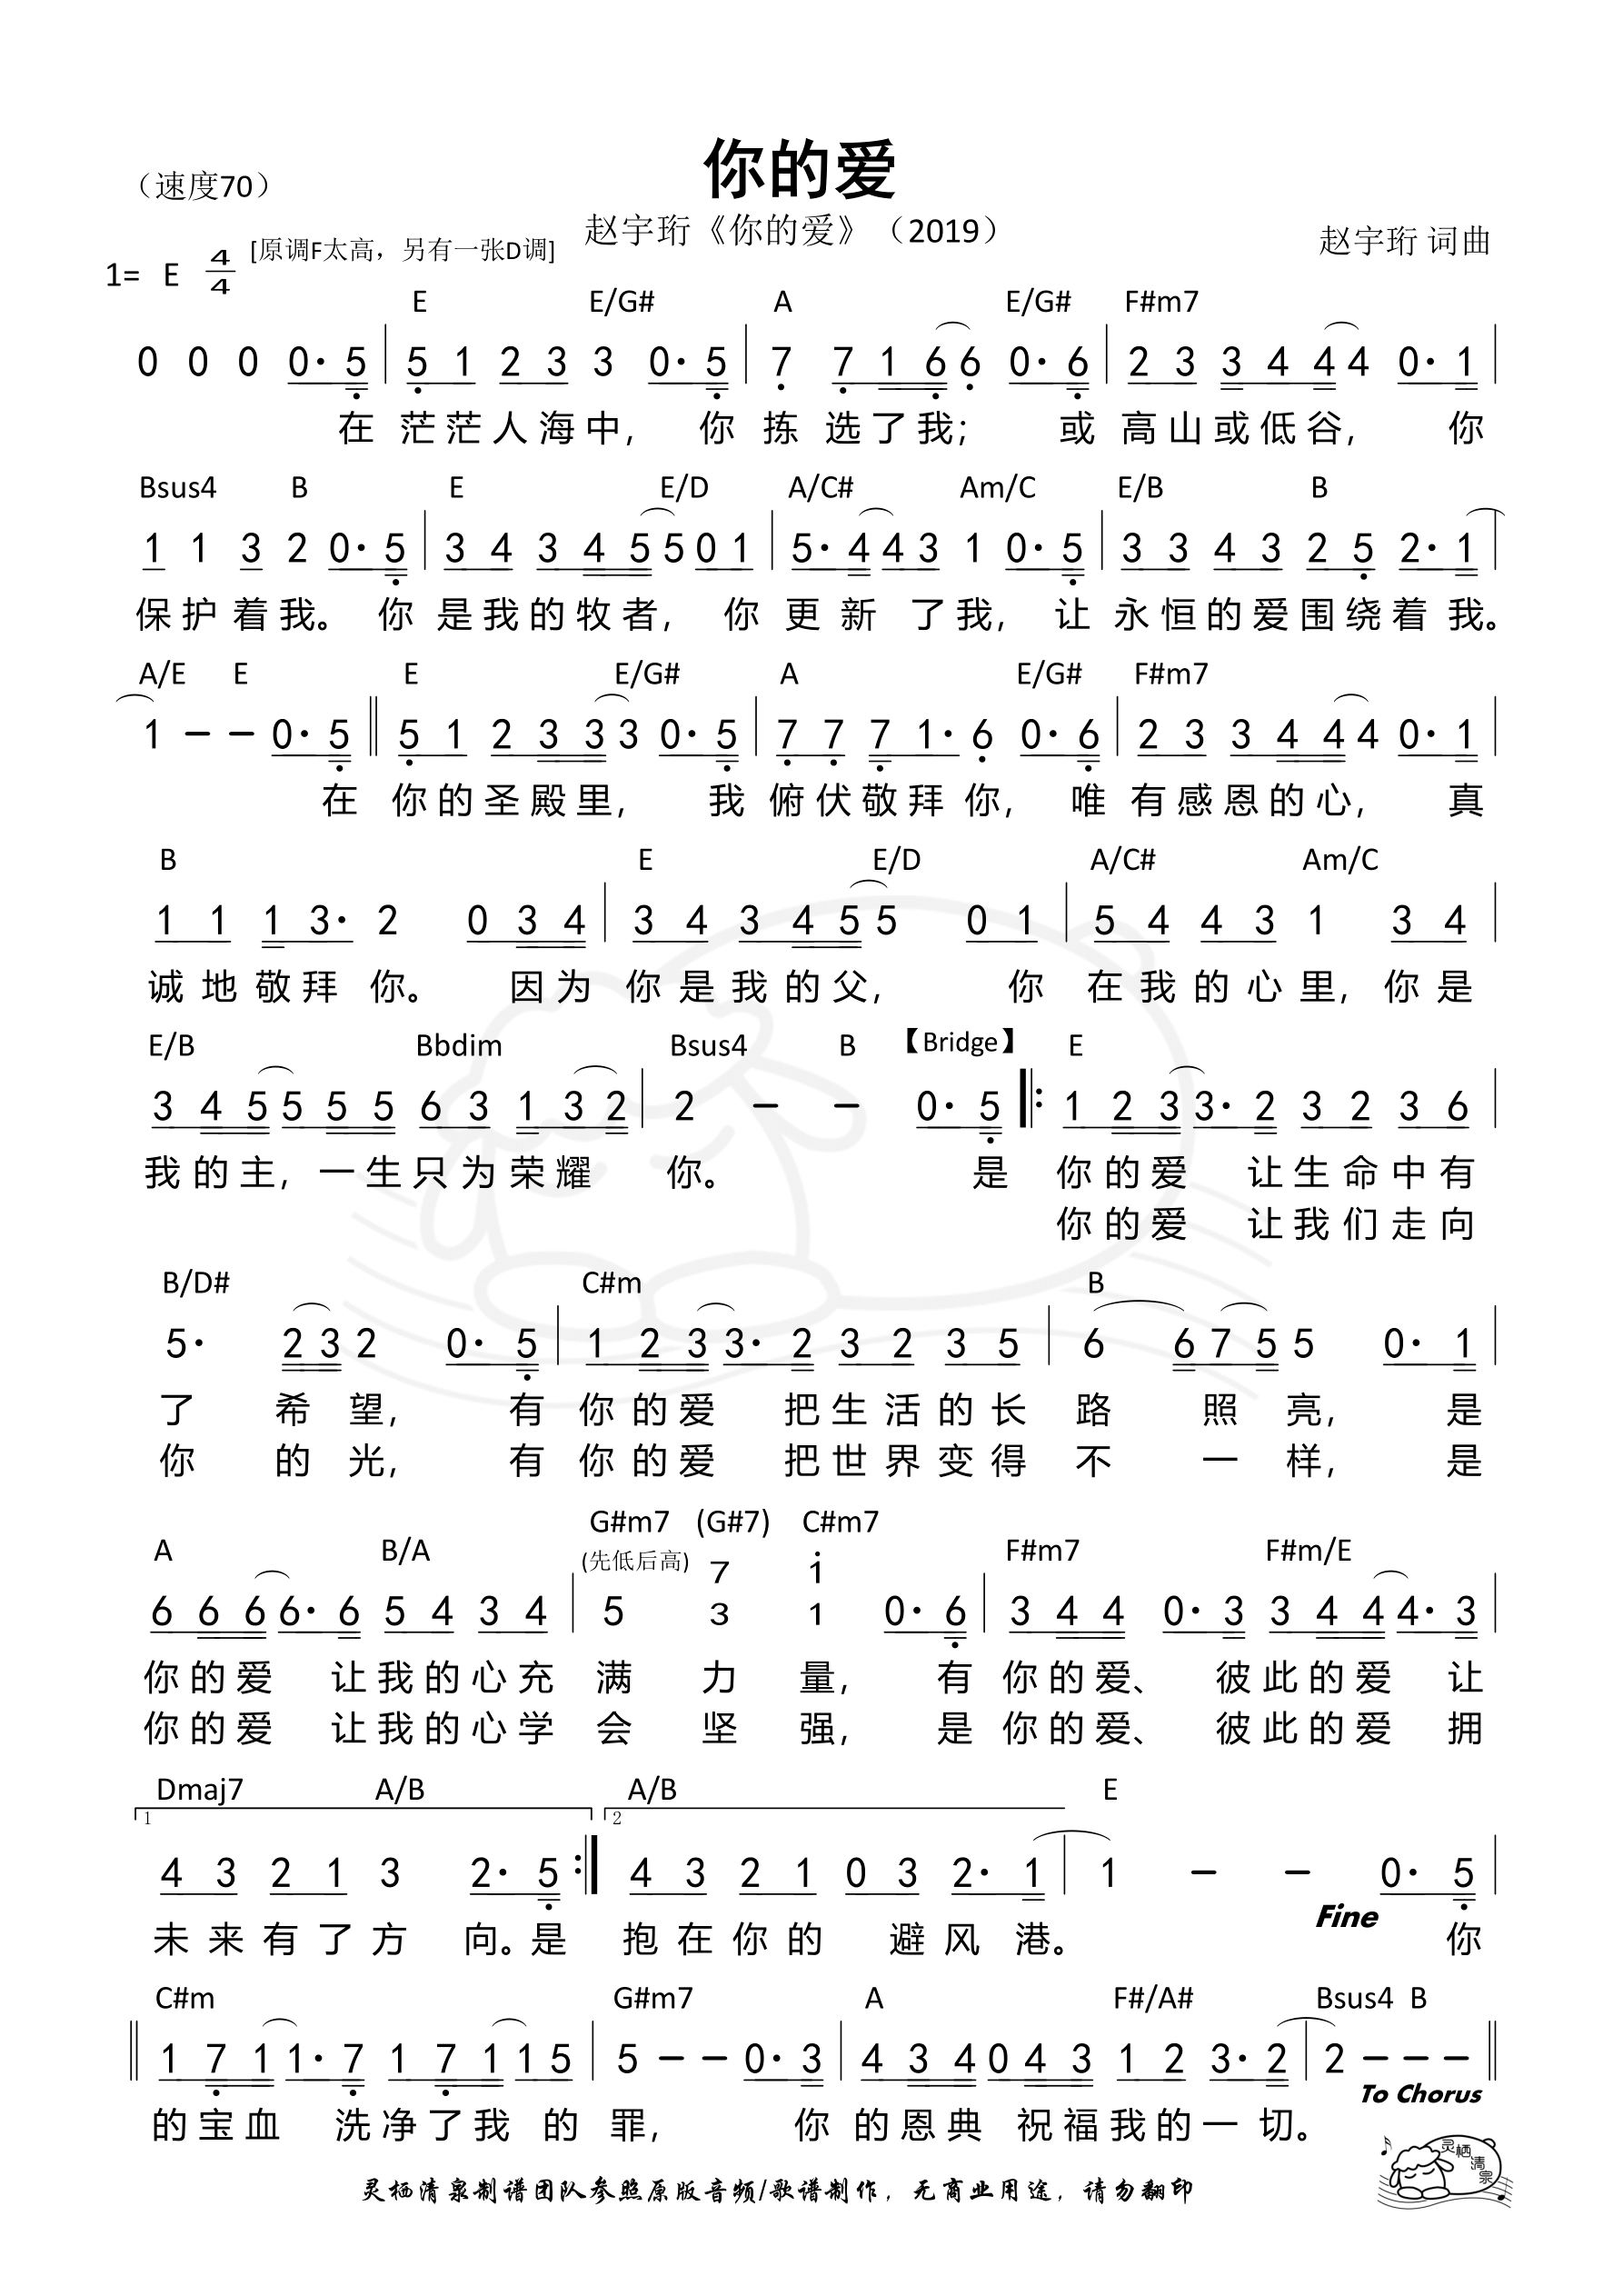 你的爱
（速度70）
赵宇珩《你的爱》（2019）
赵宇珩 词曲
1= E 4/4 [原调F太高，另有一张D调]
E E/G# A E/G# F#m7
0 0 0 0· 5 | 5 1 2 3 3 0· 5 | 7 7 1 6 6 0· 6 | 2 3 3 4 4 4 0· 1 |
在 茫茫人海中， 你 拣 选了我； 或 高山或低谷， 你
Bsus4 B E E/D A/C# Am/C E/B B
1 1 3 2 0· 5 | 3 4 3 4 5 5 0 1 | 5· 4 4 3 1 0· 5 | 3 3 4 3 2 5 2· 1 |
保护着我。 你 是我的牧者， 你 更 新 了我， 让 永恒的爱围绕着 我。
A/E E E E/G# A E/G# F#m7
1 – – 0· 5 || 5 1 2 3 3 3 0· 5 | 7 7 7 1· 6 0· 6 | 2 3 3 4 4 4 0· 1 |
在 你的圣殿里， 我 俯伏敬拜 你， 唯 有感恩的心， 真
B E E/D A/C# Am/C
1 1 1 3· 2 0 3 4 | 3 4 3 4 5 5 0 1 | 5 4 4 3 1 3 4 |
诚地敬拜 你。 因为 你是我的父， 你 在我的心里，你是
E/B Bbdim Bsus4 B 【Bridge】 E
3 4 5 5 5 5 6 3 1 3 2 | 2 – – 0· 5 |: 1 2 3 3· 2 3 2 3 6 |
我的主，一生只为荣耀 你。 是 你的爱 让生命中有
你的爱 让我们走向
B/D# C#m B
5· 2 3 2 0· 5 | 1 2 3 3· 2 3 2 3 5 | 6 6 7 5 5 0· 1 |
了 希 望， 有 你的爱 把生活的长 路 照 亮， 是
你 的 光， 有 你的爱 把世界变得 不 一 样， 是
G#m7 (G#7) C#m7
A B/A (先低后高) 7 1 F#m7 F#m/E
6 6 6 6· 6 5 4 3 4 | 5 3 1 0· 6 | 3 4 4 0· 3 3 4 4 4· 3 |
你的爱 让我的心充 满 力 量， 有 你的爱、 彼此的爱 让
你的爱 让我的心学 会 坚 强， 是 你的爱、 彼此的爱 拥
Dmaj7 A/B A/B E
1 2
4 3 2 1 3 2· 5 :| 4 3 2 1 0 3 2· 1 | 1 – – 0· 5 |
Fine
未来有了方 向。是 抱在你的 避风 港。 你
C#m G#m7 A F#/A# Bsus4 B
|| 1 7 1 1· 7 1 7 1 1 5 | 5 – – 0· 3 | 4 3 4 0 4 3 1 2 3· 2 | 2 – – – ||
To Chorus
的宝血 洗净了我 的 罪， 你 的恩典 祝福我的一 切。
灵栖清泉
灵栖清泉制谱团队参照原版音频/歌谱制作，无商业用途，请勿翻印